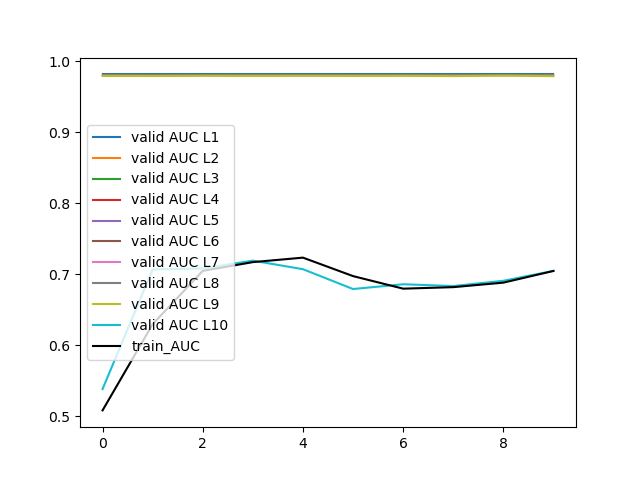 1.0
0.9
0.8
0.7
0.6
0.5
valid AUC L1
valid AUC L2
valid AUC L3
valid AUC L4
valid AUC L5
valid AUC L6
valid AUC L7
valid AUC L8
valid AUC L9
valid AUC L10
train_AUC
0 2 4 6 8